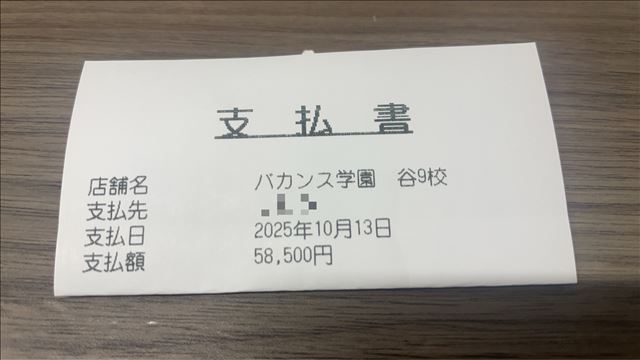 支払書
店舗名 バカンス学園 谷9校
支払先
支払日 2025年10月13日
支払額 58,500円